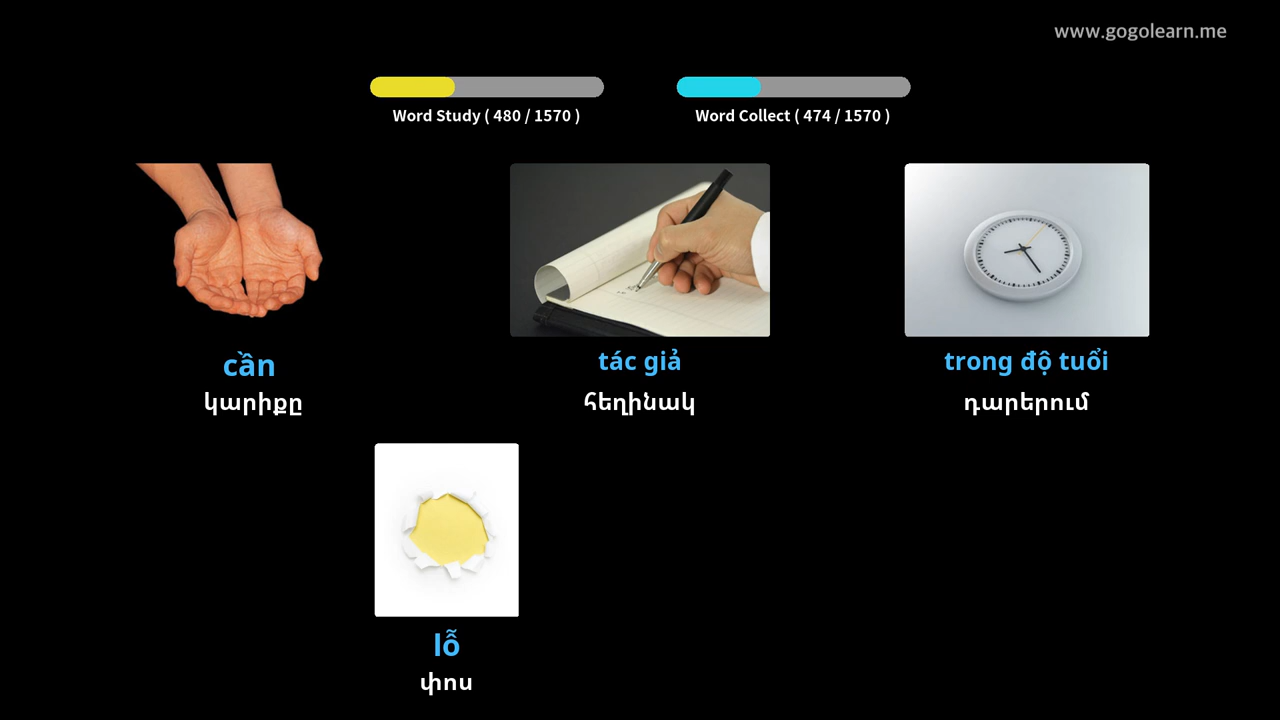 www.gogolearn.me
Word Study ( 480 / 1570 )
Word Collect ( 474 / 1570 )
cần
կարիքը
tác giả
հեղինակ
trong độ tuổi
դարերում
lỗ
փոս